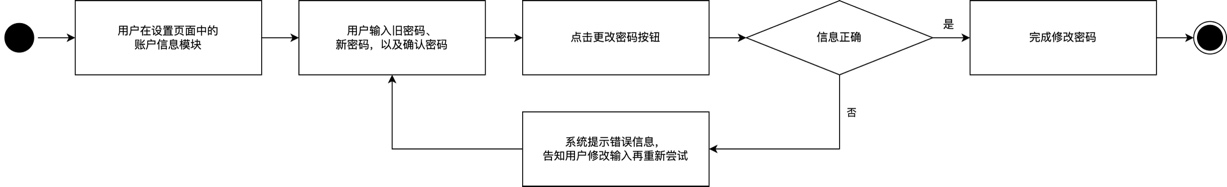 用户在设置页面中的
账户信息模块
用户输入旧密码、
新密码，以及确认密码
点击更改密码按钮
信息正确
是
完成修改密码
否
系统提示错误信息，
告知用户修改输入再重新尝试